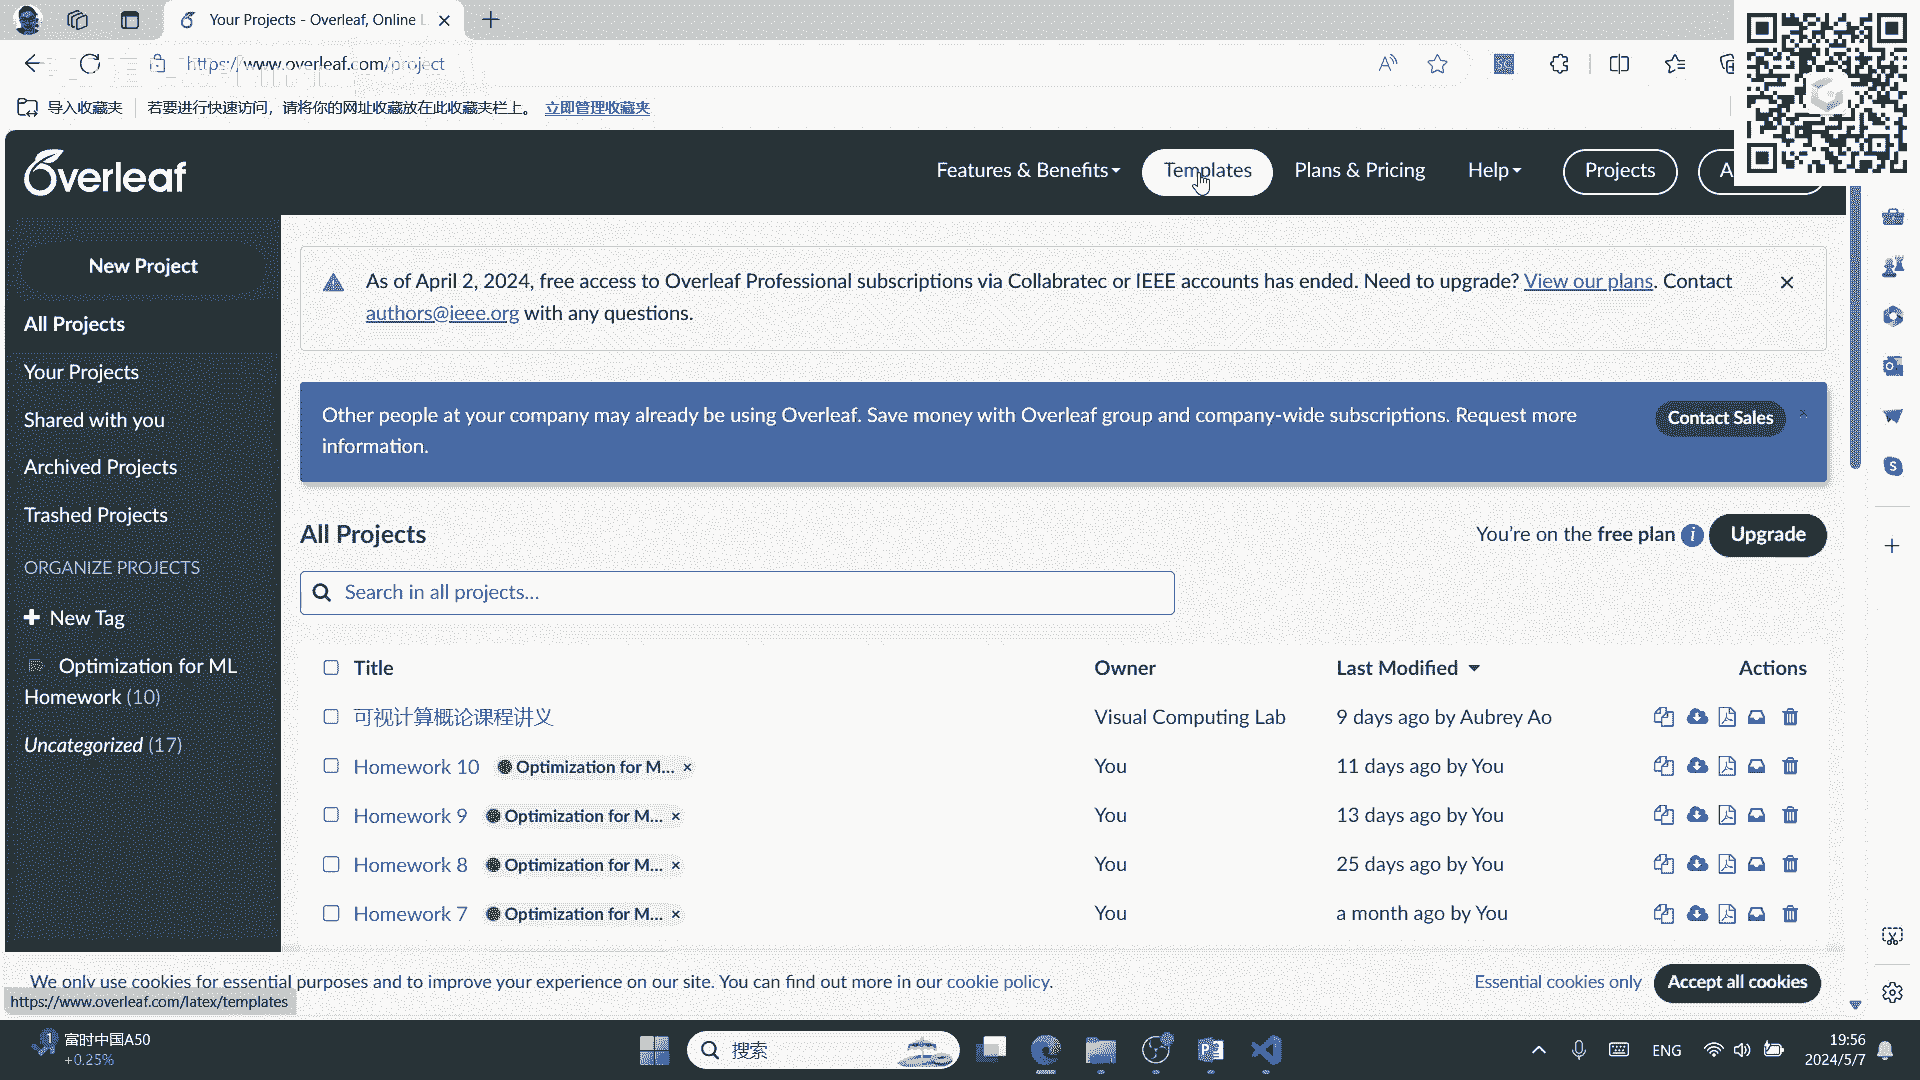 Your Projects - Overleaf, Online L
https://www.overleaf.com/project
导入收藏夹 若要进行快速访问，请将你的网址收藏放在此收藏夹栏上。 立即管理收藏夹
Overleaf
Features & Benefits Templates Plans & Pricing Help Projects A
New Project
All Projects
Your Projects
Shared with you
Archived Projects
Trashed Projects
ORGANIZE PROJECTS
New Tag
Optimization for ML
Homework (10)
Uncategorized (17)
As of April 2, 2024, free access to Overleaf Professional subscriptions via Collabratec or IEEE accounts has ended. Need to upgrade? View our plans. Contact
authors@ieee.org with any questions.
Other people at your company may already be using Overleaf. Save money with Overleaf group and company-wide subscriptions. Request more
information.
Contact Sales
All Projects
You're on the free plan Upgrade
Search in all projects...
Title Owner Last Modified Actions
可视计算概论课程讲义 Visual Computing Lab 9 days ago by Aubrey Ao
Homework 10 Optimization for M... × You 11 days ago by You
Homework 9 Optimization for M... × You 13 days ago by You
Homework 8 Optimization for M... × You 25 days ago by You
Homework 7 Optimization for M... × You a month ago by You
We only use cookies for essential purposes and to improve your experience on our site. You can find out more in our cookie policy.
Essential cookies only Accept all cookies
https://www.overleaf.com/latex/templates
富时中国A50
+0.25%
搜索
ENG
19:56
2024/5/7